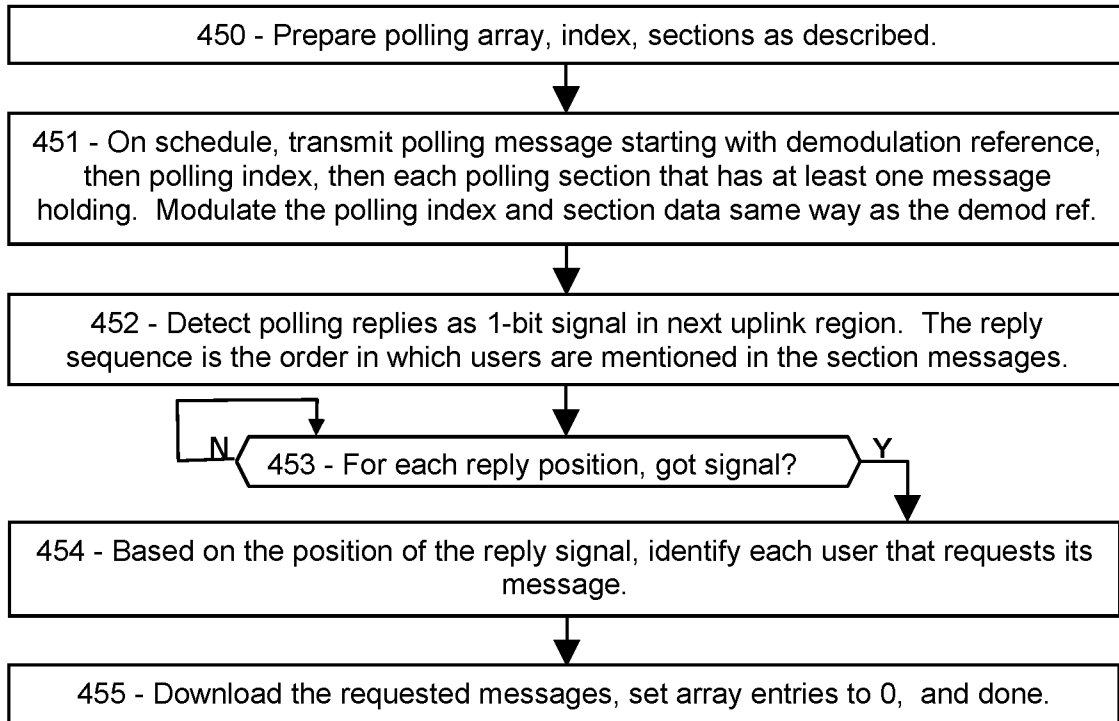 450 - Prepare polling array, index, sections as described.
451 - On schedule, transmit polling message starting with demodulation reference,
then polling index, then each polling section that has at least one message
holding.  Modulate the polling index and section data same way as the demod ref.
452 - Detect polling replies as 1-bit signal in next uplink region.  The reply
sequence is the order in which users are mentioned in the section messages.
N
453 - For each reply position, got signal?
Y
454 - Based on the position of the reply signal, identify each user that requests its
message.
455 - Download the requested messages, set array entries to 0,  and done.